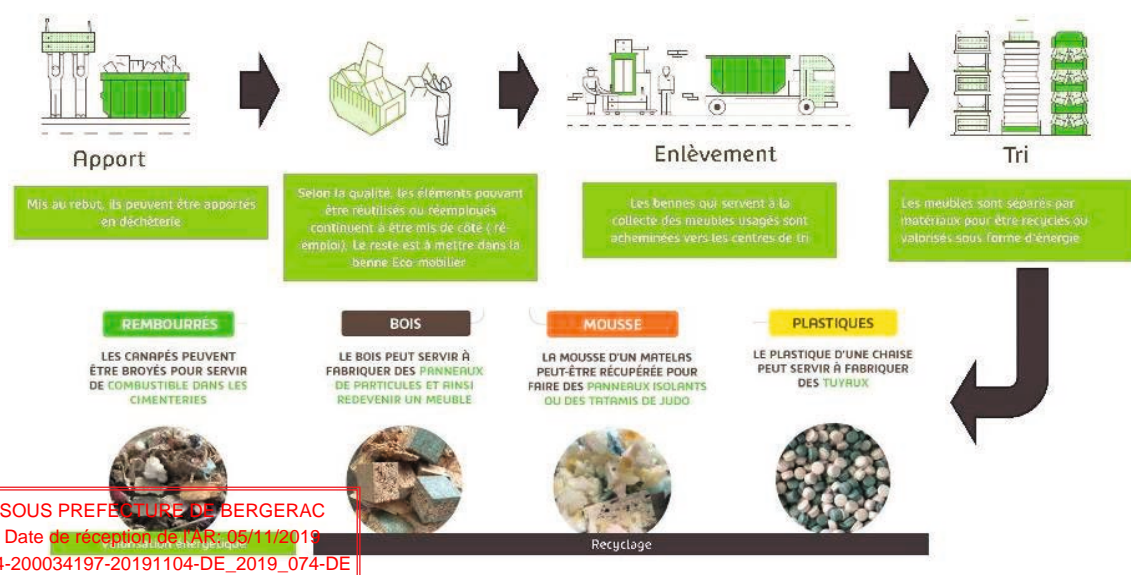 Apport
Enlèvement
Tri
Mis au rebut, ils peuvent être apportés
en déchèterie
Selon la qualité, les éléments pouvant
être réutilisés ou réemployés
continuent à être mis de côté ( ré-
emploi). Le reste est à mettre dans la
benne Eco-mobilier
Les bennes qui servent à la
collecte des meubles usagés sont
acheminées vers les centres de tri
Les meubles sont séparés par
matériaux pour être recyclés ou
valorisés sous forme d'énergie
REMBOURRÉS
LES CANAPÉS PEUVENT
ÊTRE BROYÉS POUR SERVIR
DE COMBUSTIBLE DANS LES
CIMENTERIES
BOIS
LE BOIS PEUT SERVIR À
FABRIQUER DES PANNEAUX
DE PARTICULES ET AINSI
REDEVENIR UN MEUBLE
MOUSSE
LA MOUSSE D'UN MATELAS
PEUT-ÊTRE RÉCUPÉRÉE POUR
FAIRE DES PANNEAUX ISOLANTS
OU DES TATAMIS DE JUDO
PLASTIQUES
LE PLASTIQUE D'UNE CHAISE
PEUT SERVIR À FABRIQUER
DES TUYAUX
SOUS PREFECTURE DE BERGERAC
Date de réception de l'AR: 05/11/2019
4-200034197-20191104-DE_2019_074-DE
Valorisation énergétique
Recyclage